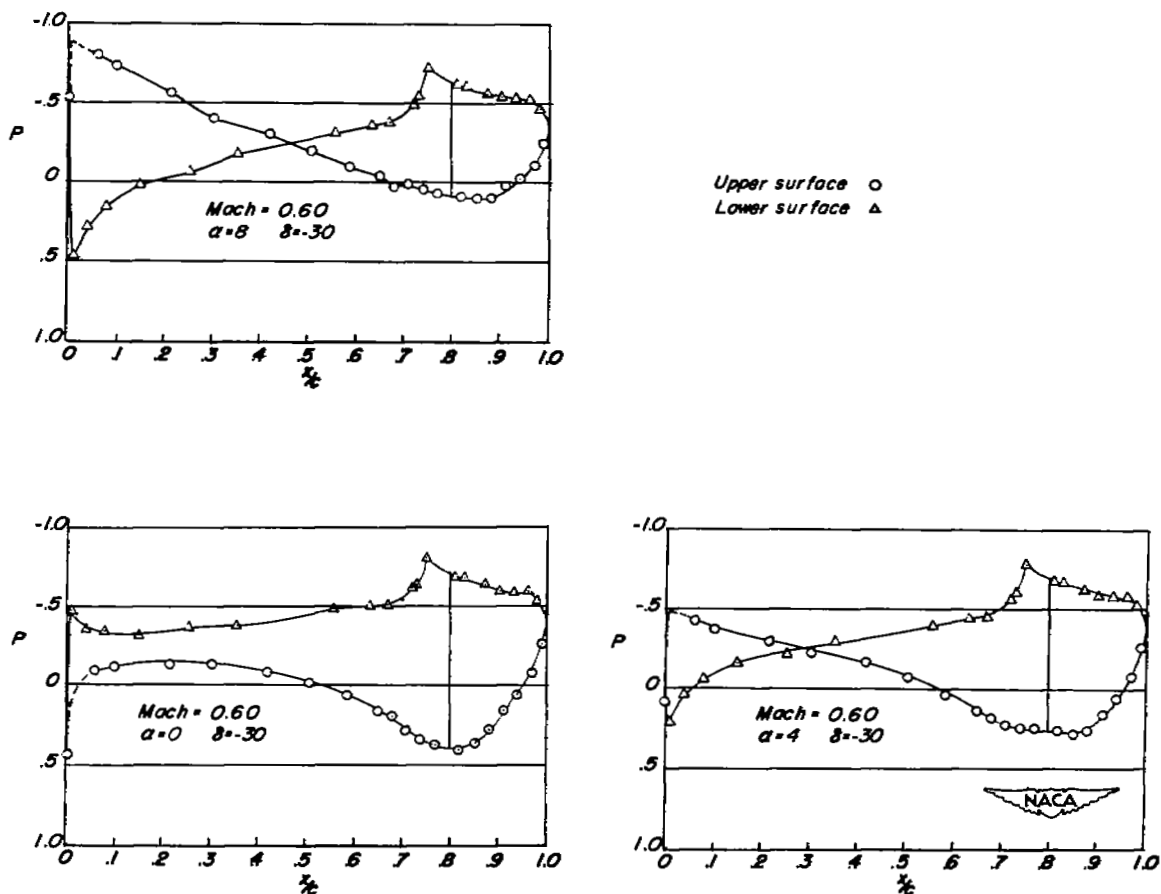 -1.0
-.5
P
0
.5
1.0
0 .1 .2 .3 .4 .5 .6 .7 .8 .9 1.0
x/c
Mach = 0.60
α=8 δ=-30
Upper surface
Lower surface
-1.0
-.5
P
0
.5
1.0
0 .1 .2 .3 .4 .5 .6 .7 .8 .9 1.0
x/c
Mach = 0.60
α=0 δ=-30
-1.0
-.5
P
0
.5
1.0
0 .1 .2 .3 .4 .5 .6 .7 .8 .9 1.0
x/c
Mach = 0.60
α=4 δ=-30
NACA